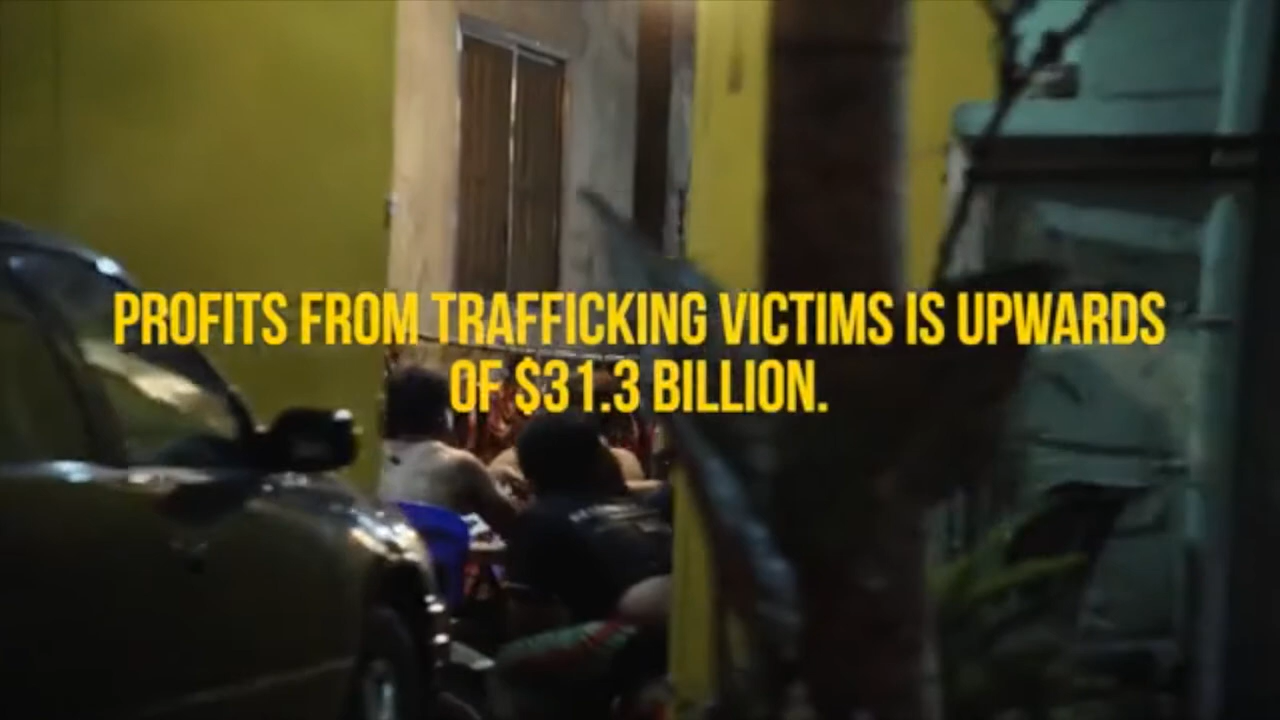 PROFITS FROM TRAFFICKING VICTIMS IS UPWARDS
OF $31.3 BILLION.